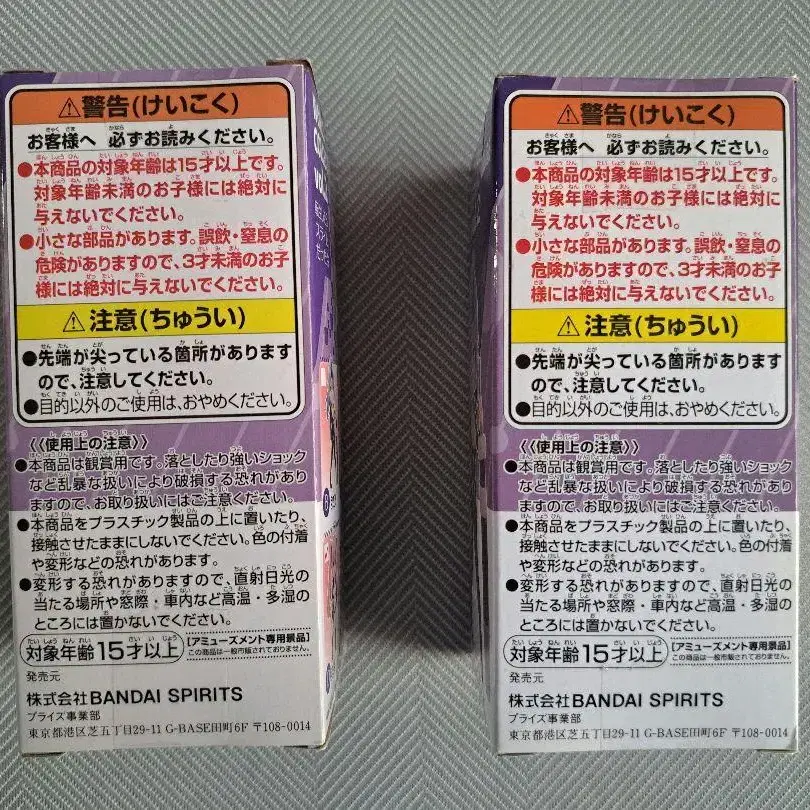 ⚠警告(けいこく)
お客様へ 必ずお読みください。
●本商品の対象年齢は15才以上です。
対象年齢未満のお子様には絶対に
与えないでください。
●小さな部品があります。誤飲・窒息の
危険がありますので、3才未満のお子
様には絶対に与えないでください。
⚠注意(ちゅうい)
●先端が尖っている箇所があります
ので、注意してください。
●目的以外のご使用は、おやめください。
《使用上の注意》
●本商品は観賞用です。落としたり強いショック
など乱暴な扱いにより破損する恐れがあり
ますので、お取り扱いにはご注意ください。
●本商品をプラスチック製品の上に置いたり、
接触させたままにしないでください。色の付着
や変形などの恐れがあります。
●変形する恐れがありますので、直射日光の
当たる場所や窓際・車内など高温・多湿の
ところには置かないでください。
対象年齢15才以上
[アミューズメント専用景品]
この商品は一般市販されておりません。
発売元
株式会社BANDAI SPIRITS
プライズ事業部
東京都港区芝五丁目29-11 G-BASE田町6F 〒108-0014
⚠警告(けいこく)
お客様へ 必ずお読みください。
●本商品の対象年齢は15才以上です。
対象年齢未満のお子様には絶対に
与えないでください。
●小さな部品があります。誤飲・窒息の
危険がありますので、3才未満のお子
様には絶対に与えないでください。
⚠注意(ちゅうい)
●先端が尖っている箇所があります
ので、注意してください。
●目的以外のご使用は、おやめください。
《使用上の注意》
●本商品は観賞用です。落としたり強いショック
など乱暴な扱いにより破損する恐れがあり
ますので、お取り扱いにはご注意ください。
●本商品をプラスチック製品の上に置いたり、
接触させたままにしないでください。色の付着
や変形などの恐れがあります。
●変形する恐れがありますので、直射日光の
当たる場所や窓際・車内など高温・多湿の
ところには置かないでください。
対象年齢15才以上
[アミューズメント専用景品]
この商品は一般市販されておりません。
発売元
株式会社BANDAI SPIRITS
プライズ事業部
東京都港区芝五丁目29-11 G-BASE田町6F 〒108-0014